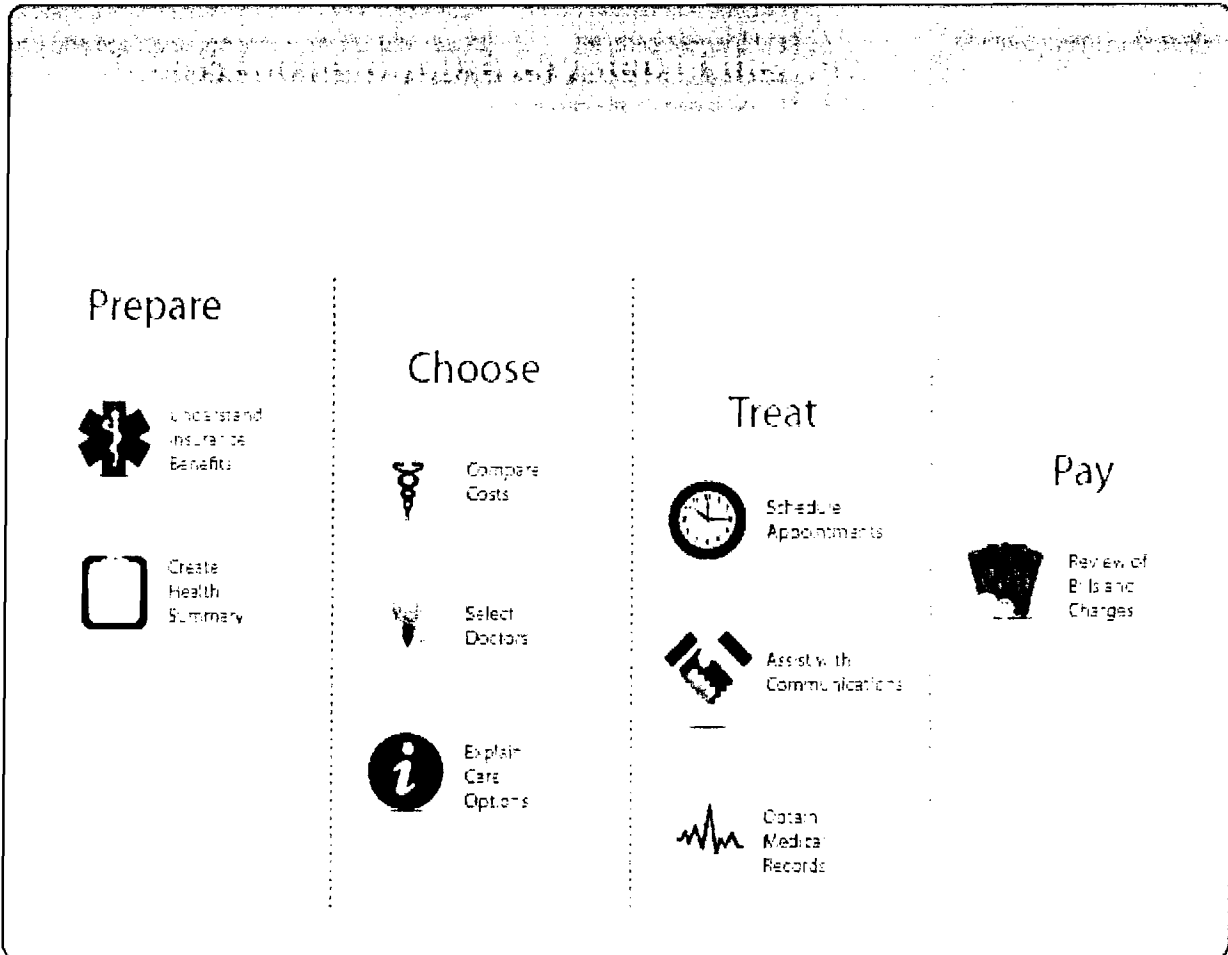 Prepare
Understand
Insurance
Benefits
Create
Health
Summary
Choose
Compare
Costs
Select
Doctors
Explain
Care
Options
Treat
Schedule
Appointments
Assist with
Communications
Obtain
Medical
Records
Pay
Review of
Bills and
Charges